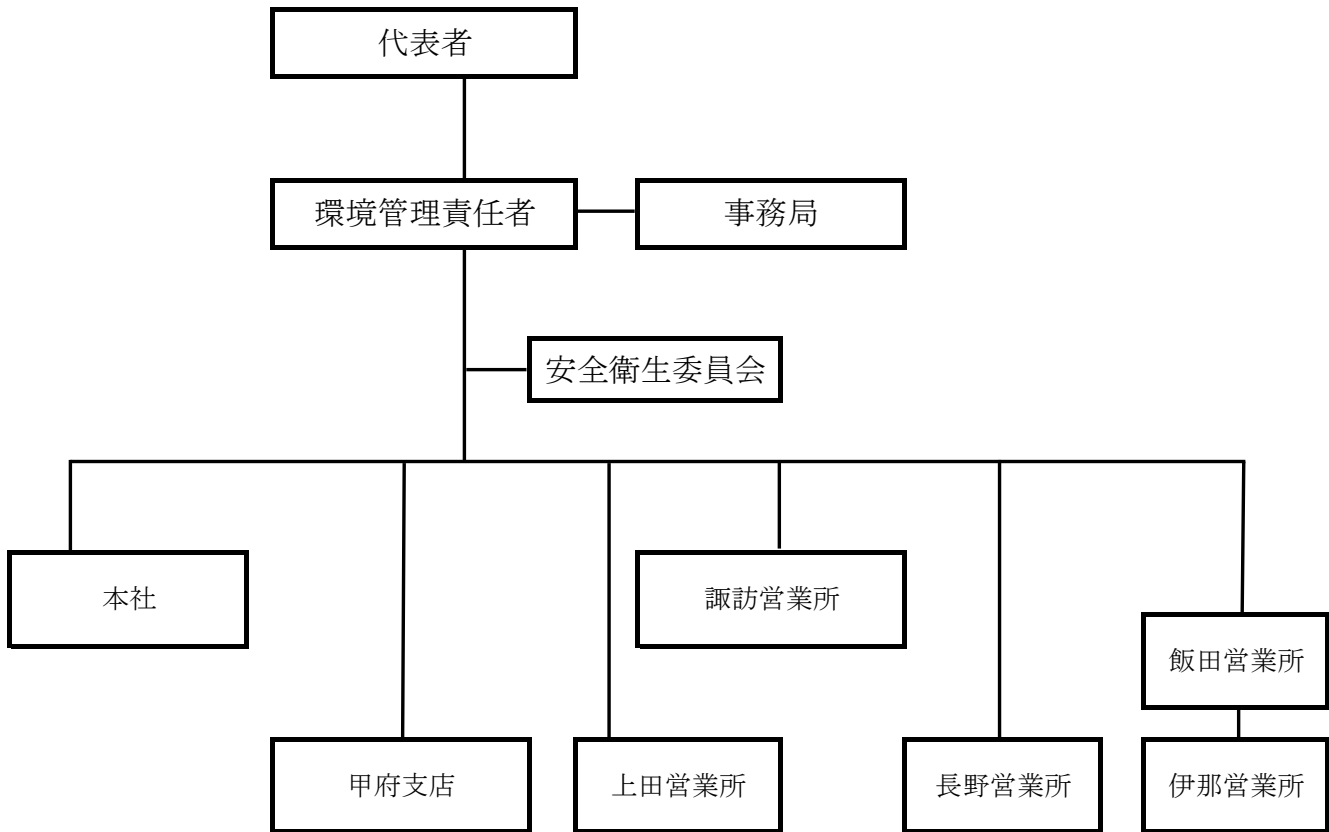 代表者
環境管理責任者
事務局
安全衛生委員会
本社
諏訪営業所
飯田営業所
甲府支店
上田営業所
長野営業所
伊那営業所